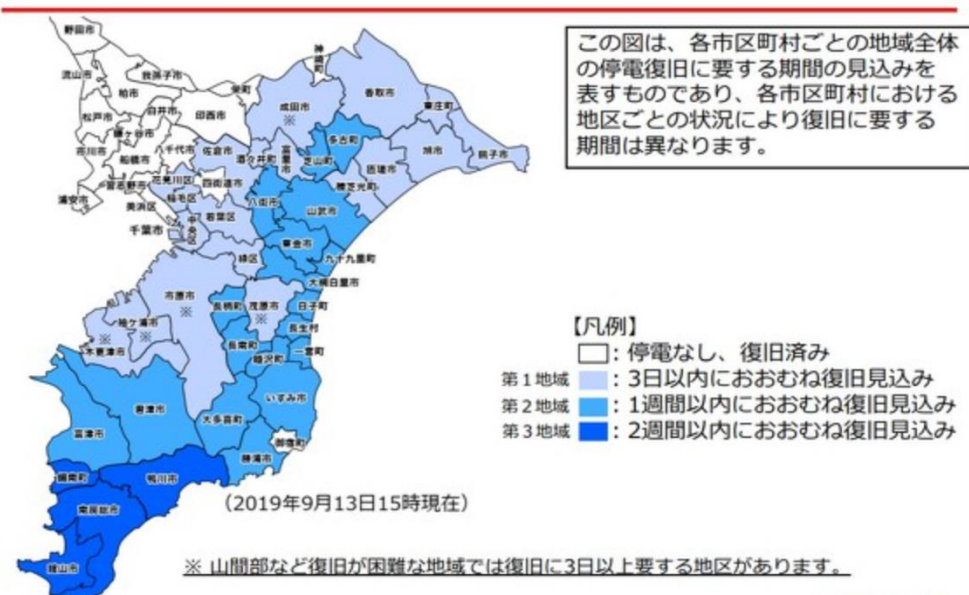 この図は、各市区町村ごとの地域全体
の停電復旧に要する期間の見込みを
表すものであり、各市区町村における
地区ごとの状況により復旧に要する
期間は異なります。
野田市
流山市
我孫子市
柏市
松戸市
白井市
印西市
栄町
神崎町
成田市
※
香取市
東庄町
鎌ヶ谷市
市川市
船橋市
八千代市
佐倉市
酒々井町
富里市
多古町
芝山町
旭市
銚子市
匝瑳市
横芝光町
浦安市
習志野市
花見川区
四街道市
美浜区
稲毛区
八街市
山武市
千葉市
中央区
若葉区
緑区
東金市
九十九里町
大網白里市
市原市
※
袖ケ浦市
※
木更津市
※
長柄町
茂原市
※
白子町
長生村
長南町
睦沢町
一宮町
君津市
富津市
大多喜町
いすみ市
御宿町
勝浦市
鋸南町
鴨川市
南房総市
館山市
【凡例】
：停電なし、復旧済み
第1地域 ：3日以内におおむね復旧見込み
第2地域 ：1週間以内におおむね復旧見込み
第3地域 ：2週間以内におおむね復旧見込み
（2019年9月13日15時現在）
※ 山間部など復旧が困難な地域では復旧に3日以上要する地区があります。